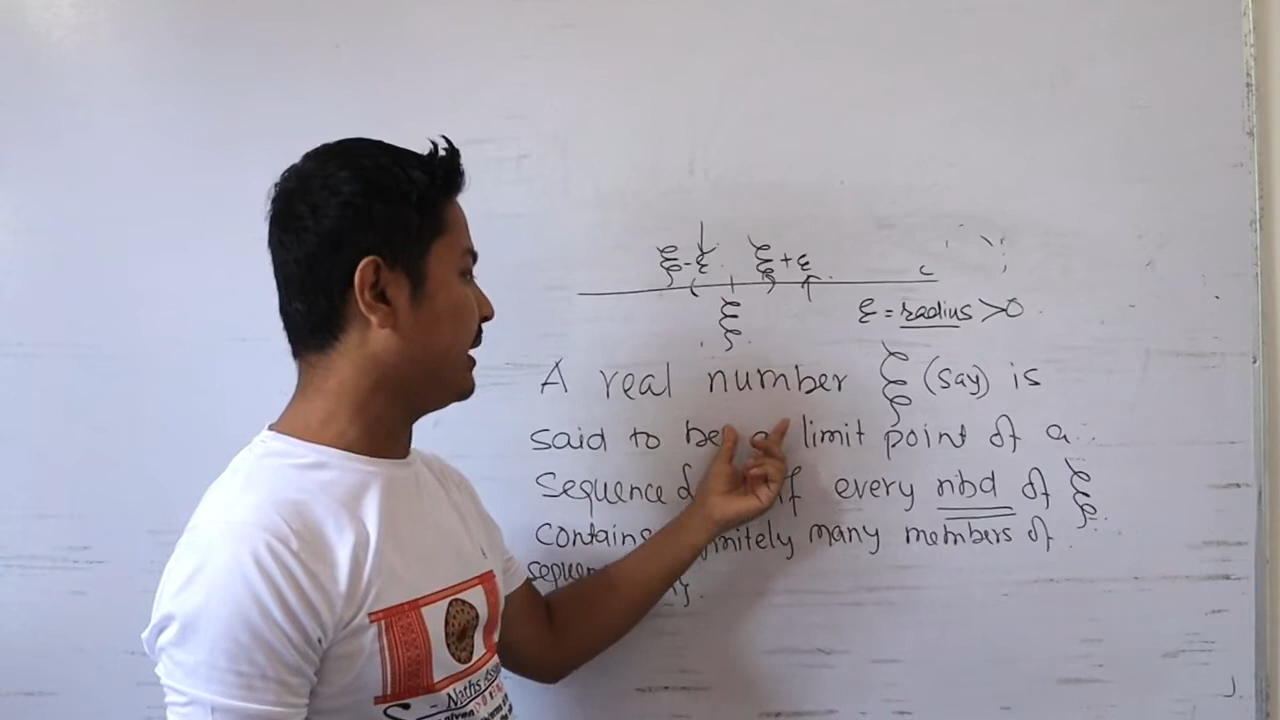 ξ-ε ξ+ε
ξ
ε = radius >0
A real number ξ (say) is
said to be a limit point of a
sequence if every nbd of ξ
contains many members of
Maths